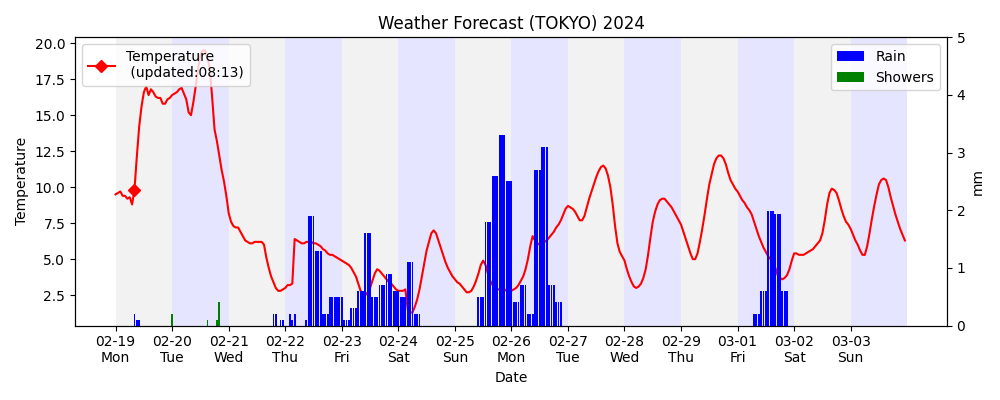 Weather Forecast (TOKYO) 2024
Temperature
(updated:08:13)
Rain
Showers
20.0
17.5
15.0
12.5
10.0
7.5
5.0
2.5
Temperature
5
4
3
2
1
0
mm
02-19 02-20 02-21 02-22 02-23 02-24 02-25 02-26 02-27 02-28 02-29 03-01 03-02 03-03
Mon Tue Wed Thu Fri Sat Sun Mon Tue Wed Thu Fri Sat Sun
Date